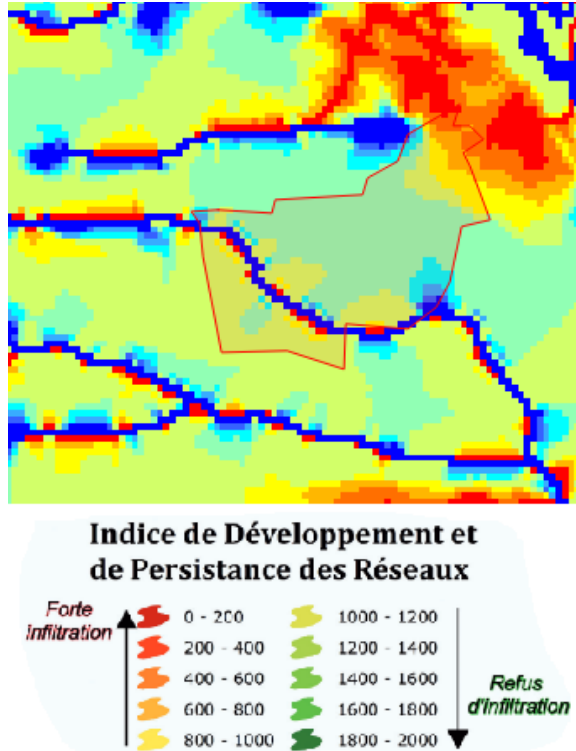 Indice de Développement et
de Persistance des Réseaux
Forte
infiltration
0 - 200
200 - 400
400 - 600
600 - 800
800 - 1000
1000 - 1200
1200 - 1400
1400 - 1600
1600 - 1800
1800 - 2000
Refus
d'infiltration